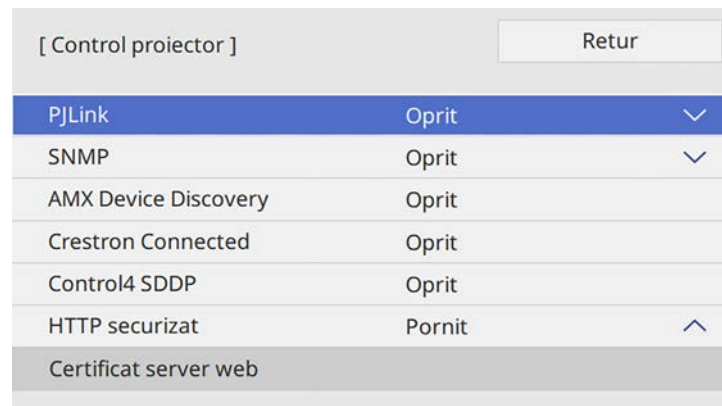 [ Control proiector ] Retur
PJLink Oprit
SNMP Oprit
AMX Device Discovery Oprit
Crestron Connected Oprit
Control4 SDDP Oprit
HTTP securizat Pornit
Certificat server web